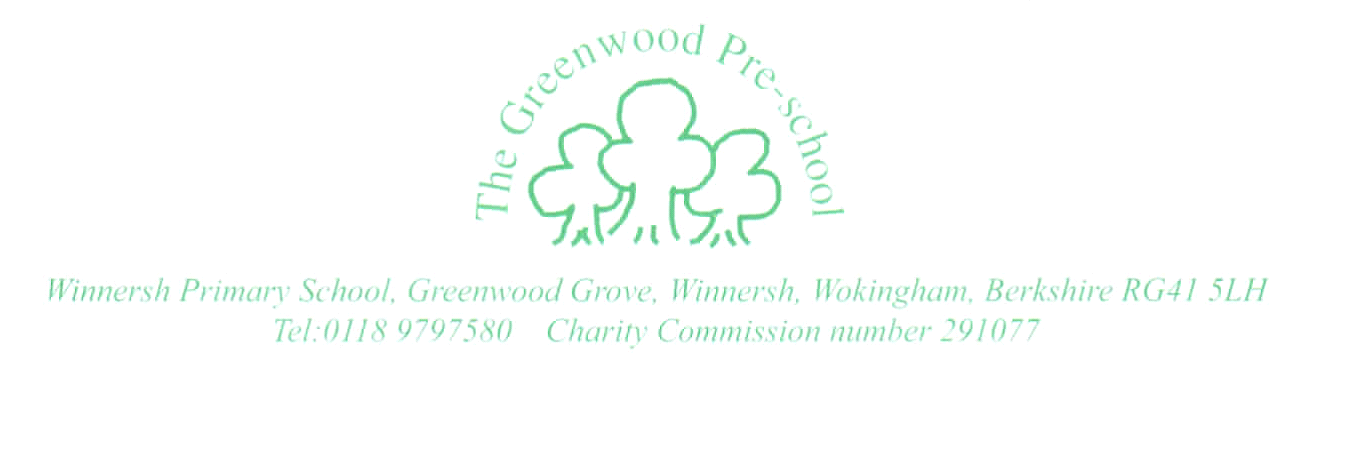 The Greenwood Pre-school
Winnersh Primary School, Greenwood Grove, Winnersh, Wokingham, Berkshire RG41 5LH
Tel:0118 9797580 Charity Commission number 291077